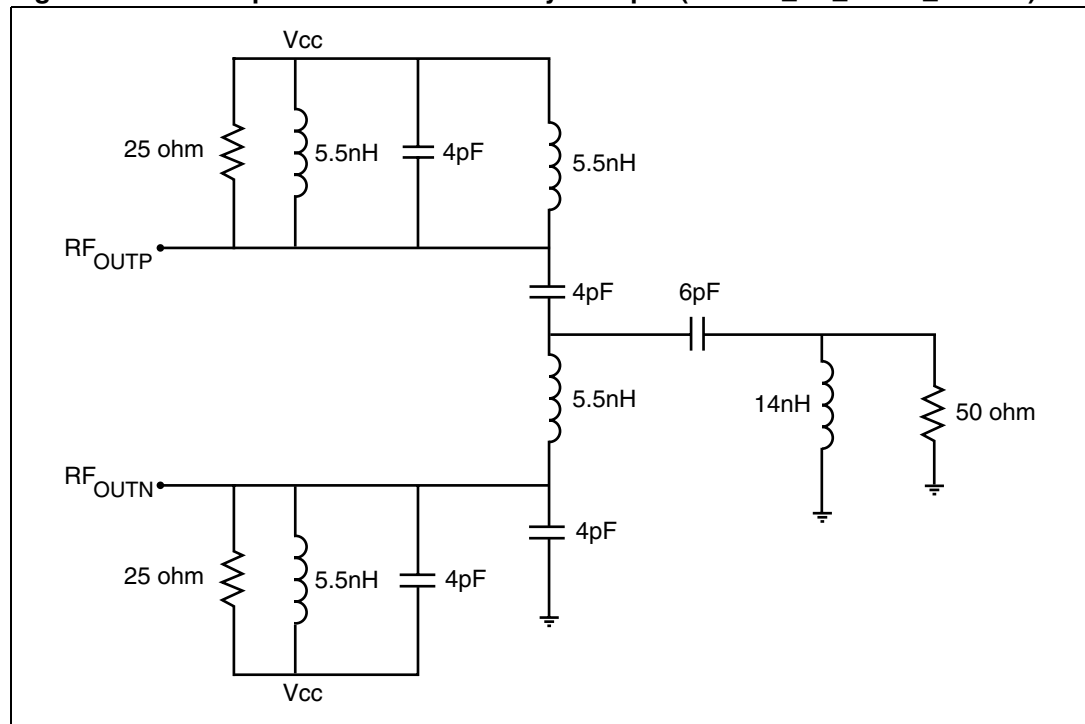 Vcc
25 ohm
5.5nH
4pF
5.5nH
RFOUTP
4pF
6pF
5.5nH
14nH
50 ohm
RFOUTN
4pF
25 ohm
5.5nH
4pF
Vcc